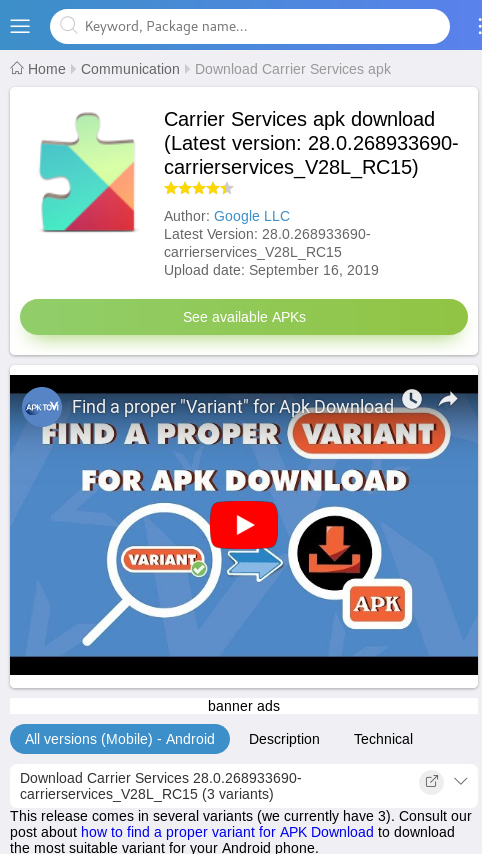 Keyword, Package name...
Home Communication Download Carrier Services apk
Carrier Services apk download
(Latest version: 28.0.268933690-
carrierservices_V28L_RC15)
Author: Google LLC
Latest Version: 28.0.268933690-
carrierservices_V28L_RC15
Upload date: September 16, 2019
See available APKs
Find a proper "Variant" for Apk Download
FIND A PROPER VARIANT
FOR APK DOWNLOAD
VARIANT
APK
banner ads
All versions (Mobile) - Android Description Technical
Download Carrier Services 28.0.268933690-
carrierservices_V28L_RC15 (3 variants)
This release comes in several variants (we currently have 3). Consult our
post about how to find a proper variant for APK Download to download
the most suitable variant for your Android phone.